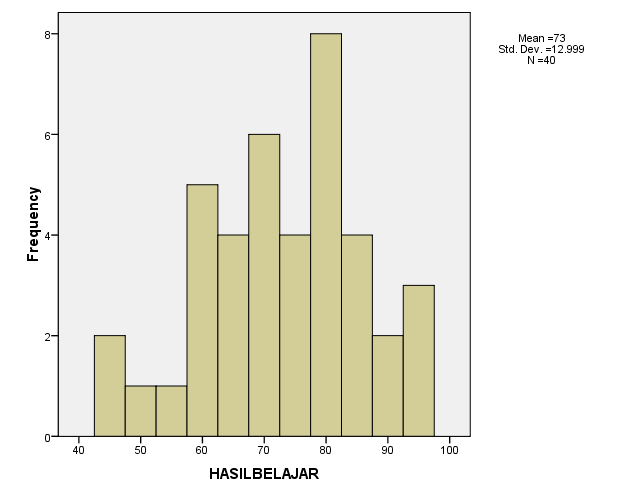 Mean =73
Std. Dev. =12.999
N =40
Frequency
8
6
4
2
0
40 50 60 70 80 90 100
HASILBELAJAR